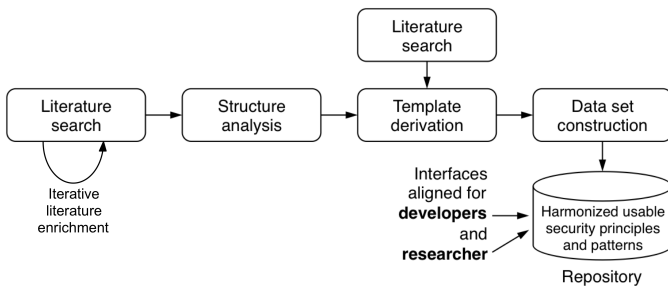 Literature
search
Literature
search
Structure
analysis
Template
derivation
Data set
construction
Iterative
literature
enrichment
Interfaces
aligned for
developers
and
researcher
Harmonized usable
security principles
and patterns
Repository